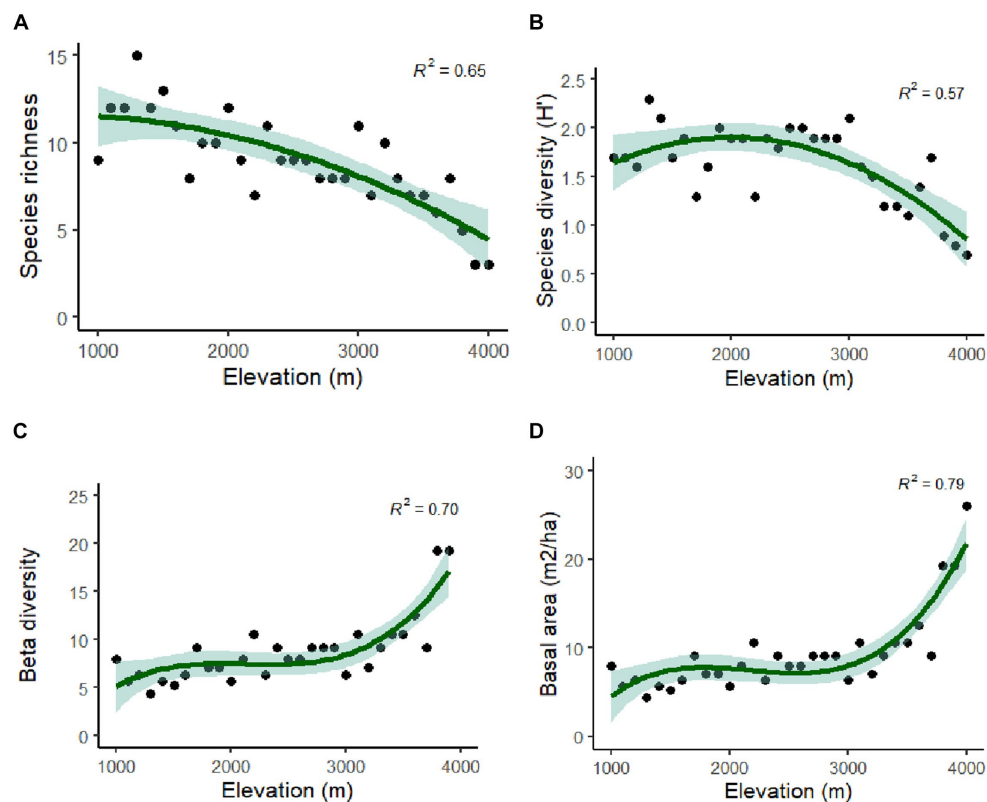 A
Species richness
15
10
5
0
R² = 0.65
1000 2000 3000 4000
Elevation (m)
B
Species diversity (H')
2.5
2.0
1.5
1.0
0.5
0.0
R² = 0.57
1000 2000 3000 4000
Elevation (m)
C
Beta diversity
25
20
15
10
5
0
R² = 0.70
1000 2000 3000 4000
Elevation (m)
D
Basal area (m2/ha)
30
20
10
0
R² = 0.79
1000 2000 3000 4000
Elevation (m)